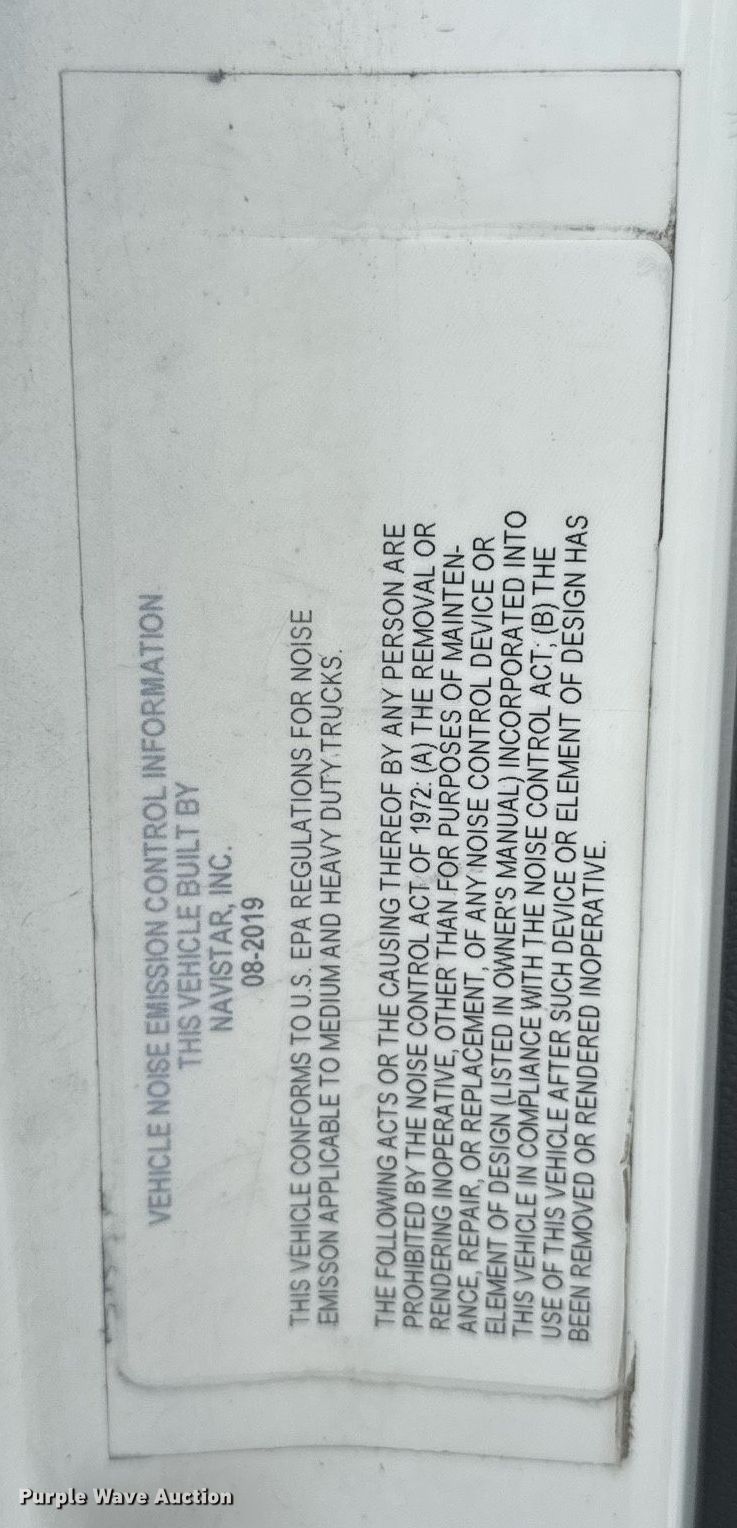 VEHICLE NOISE EMISSION CONTROL INFORMATION
THIS VEHICLE BUILT BY
NAVISTAR, INC.
08-2019
THIS VEHICLE CONFORMS TO U.S. EPA REGULATIONS FOR NOISE
EMISSON APPLICABLE TO MEDIUM AND HEAVY DUTY TRUCKS.
THE FOLLOWING ACTS OR THE CAUSING THEREOF BY ANY PERSON ARE
PROHIBITED BY THE NOISE CONTROL ACT OF 1972: (A) THE REMOVAL OR
RENDERING INOPERATIVE, OTHER THAN FOR PURPOSES OF MAINTEN-
ANCE, REPAIR, OR REPLACEMENT, OF ANY NOISE CONTROL DEVICE OR
ELEMENT OF DESIGN (LISTED IN OWNER'S MANUAL) INCORPORATED INTO
THIS VEHICLE IN COMPLIANCE WITH THE NOISE CONTROL ACT; (B) THE
USE OF THIS VEHICLE AFTER SUCH DEVICE OR ELEMENT OF DESIGN HAS
BEEN REMOVED OR RENDERED INOPERATIVE.
Purple Wave Auction